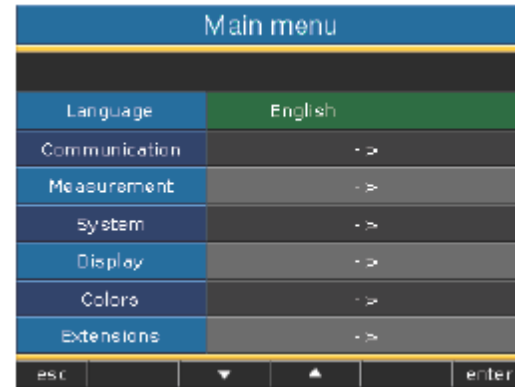 Main menu
Language English
Communication ->
Measurement ->
System ->
Display ->
Colors ->
Extensions ->
esc ▼ ▲ enter